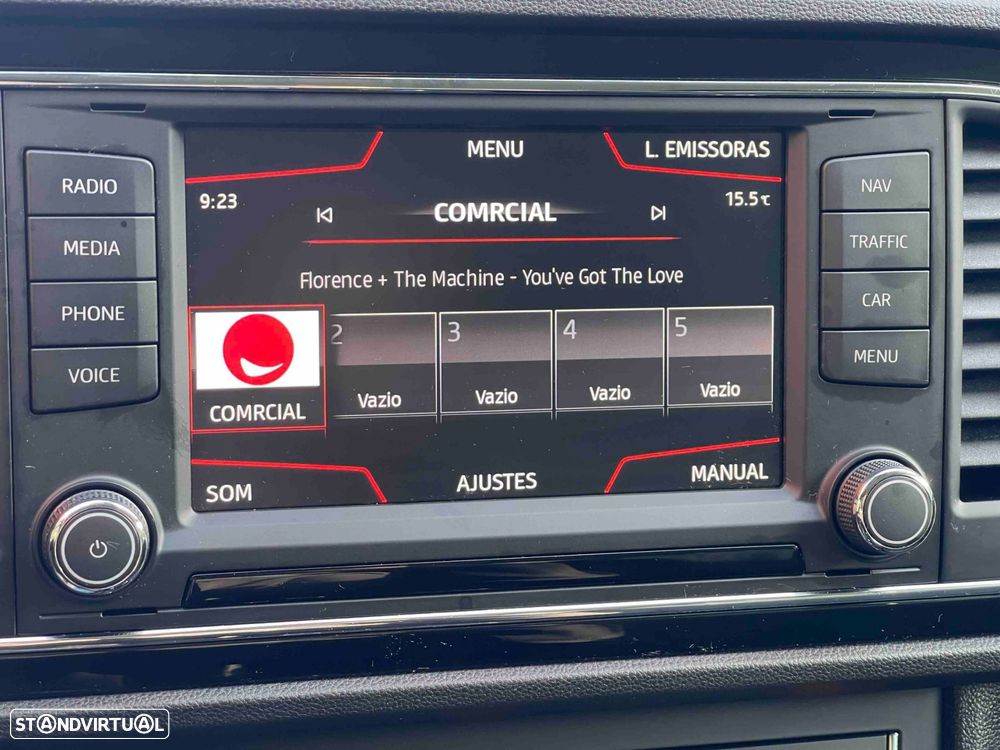 MENU
L. EMISSORAS
9:23
15.5℃
COMRCIAL
Florence + The Machine - You've Got The Love
2
3
4
5
COMRCIAL
Vazio
Vazio
Vazio
Vazio
SOM
AJUSTES
MANUAL
RADIO
MEDIA
PHONE
VOICE
NAV
TRAFFIC
CAR
MENU
STANDVIRTUAL